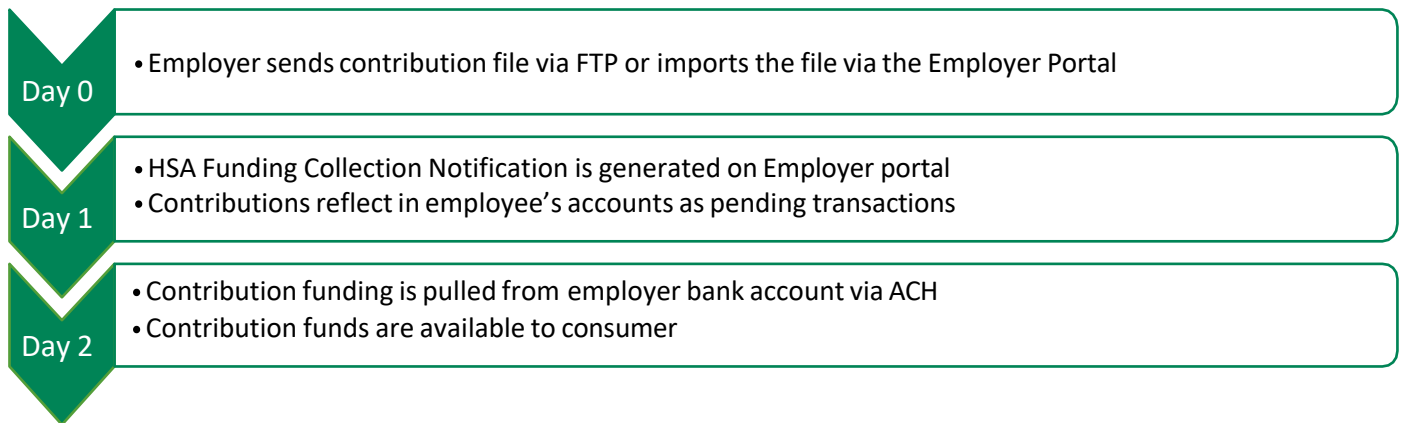 Day 0
• Employer sends contribution file via FTP or imports the file via the Employer Portal
Day 1
• HSA Funding Collection Notification is generated on Employer portal
• Contributions reflect in employee's accounts as pending transactions
Day 2
• Contribution funding is pulled from employer bank account via ACH
• Contribution funds are available to consumer